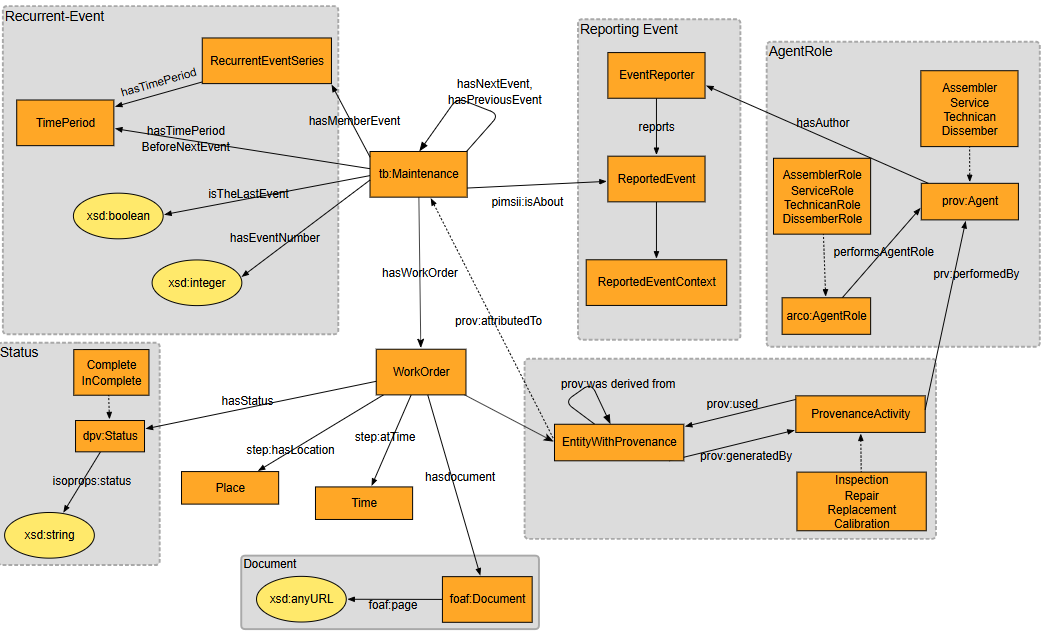 Recurrent-Event
RecurrentEventSeries
hasTimePeriod
TimePeriod
hasTimePeriod
BeforeNextEvent
hasMemberEvent
hasNextEvent,
hasPreviousEvent
tb:Maintenance
isTheLastEvent
xsd:boolean
hasEventNumber
xsd:integer
Reporting Event
EventReporter
reports
ReportedEvent
pimsii:isAbout
ReportedEventContext
AgentRole
Assembler
Service
Technican
Dissember
hasAuthor
AssemblerRole
ServiceRole
TechnicanRole
DissemberRole
prov:Agent
performsAgentRole
prv:performedBy
arco:AgentRole
hasWorkOrder
prov:attributedTo
Status
Complete
InComplete
dpv:Status
isoprops:status
xsd:string
hasStatus
WorkOrder
step:hasLocation
step:atTime
hasdocument
Place
Time
prov:was derived from
prov:used
ProvenanceActivity
EntityWithProvenance
prov:generatedBy
Inspection
Repair
Replacement
Calibration
Document
xsd:anyURL
foaf:page
foaf:Document